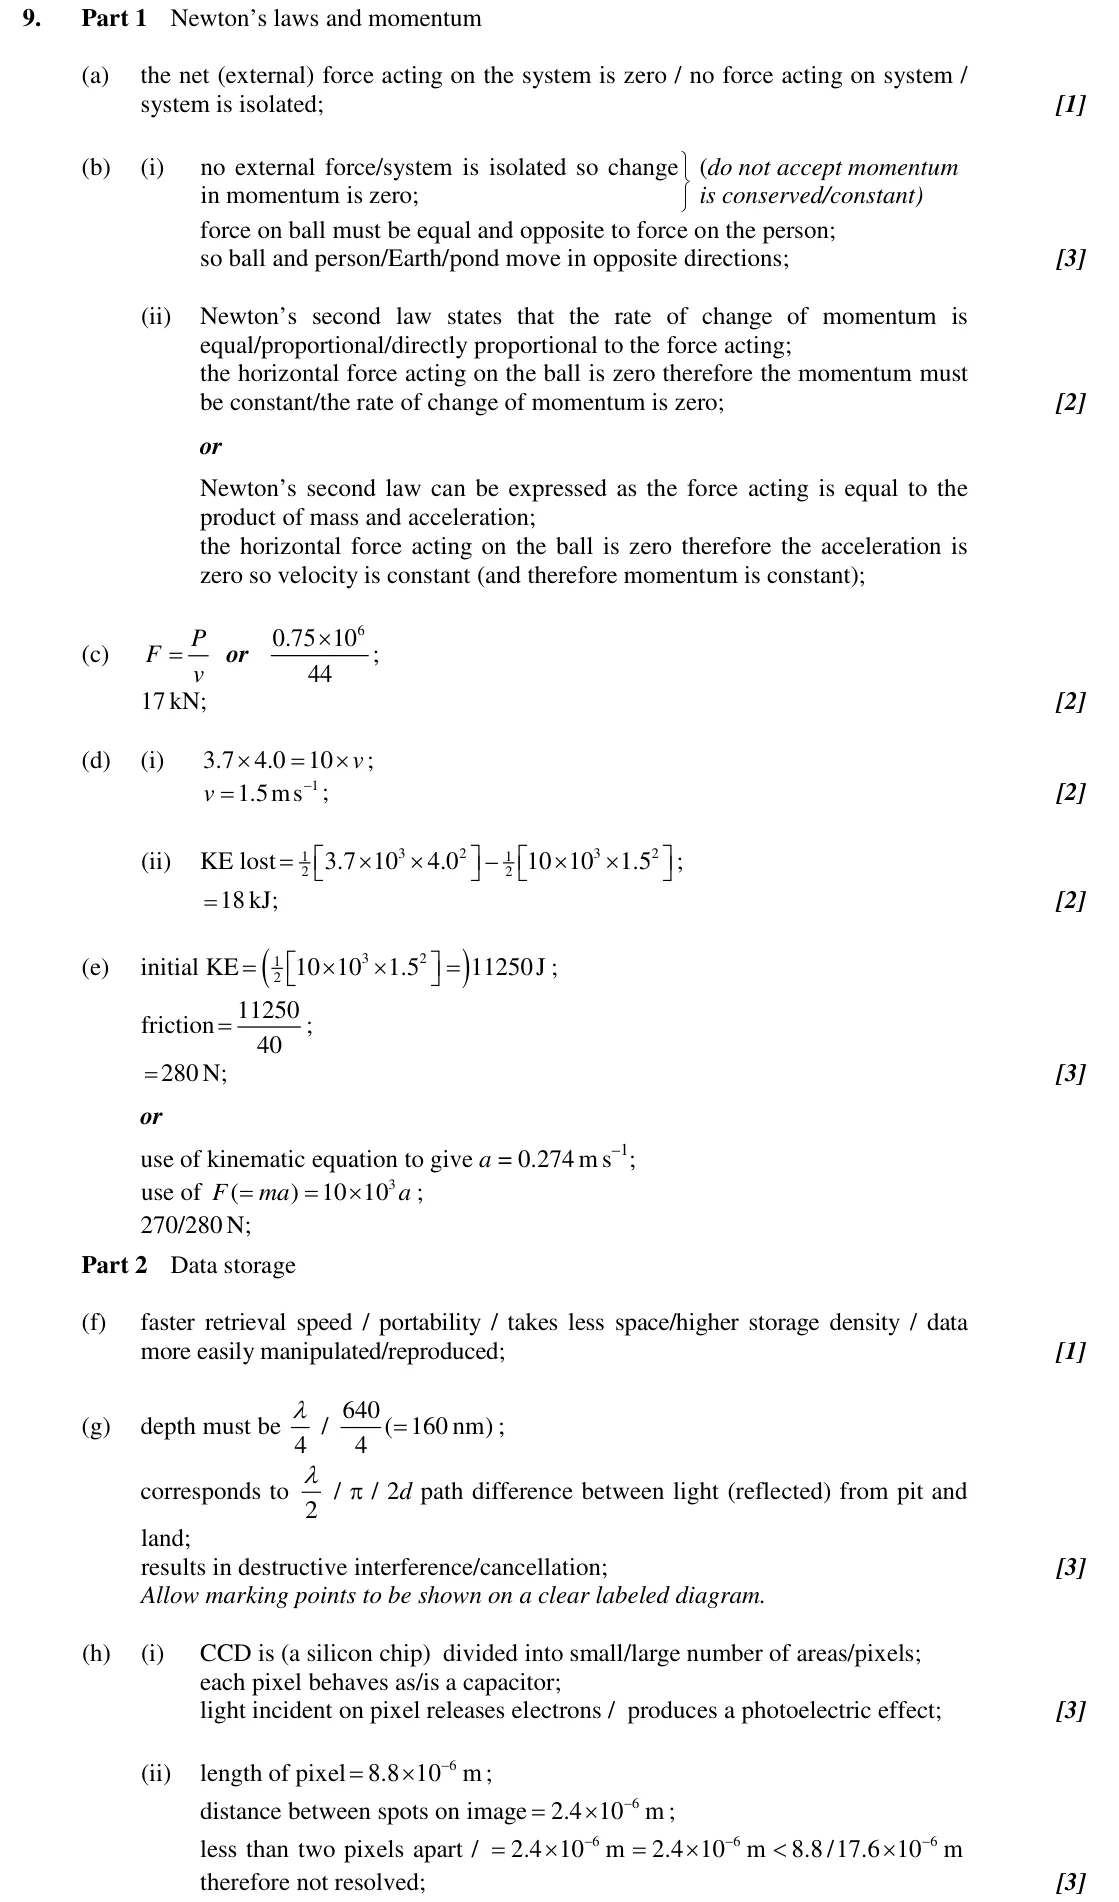 9. Part 1 Newton's laws and momentum
(a) the net (external) force acting on the system is zero / no force acting on system /
system is isolated; [1]
(b) (i) no external force/system is isolated so change } (do not accept momentum
in momentum is zero; is conserved/constant)
force on ball must be equal and opposite to force on the person;
so ball and person/Earth/pond move in opposite directions; [3]
(ii) Newton's second law states that the rate of change of momentum is
equal/proportional/directly proportional to the force acting;
the horizontal force acting on the ball is zero therefore the momentum must
be constant/the rate of change of momentum is zero; [2]
or
Newton's second law can be expressed as the force acting is equal to the
product of mass and acceleration;
the horizontal force acting on the ball is zero therefore the acceleration is
zero so velocity is constant (and therefore momentum is constant);
(c) F = P/v or 0.75×10⁶/44;
17 kN; [2]
(d) (i) 3.7×4.0=10×v;
v=1.5 m s⁻¹; [2]
(ii) KE lost=½[3.7×10³×4.0²]−½[10×10³×1.5²];
=18 kJ; [2]
(e) initial KE=(½[10×10³×1.5²]=)11250 J;
friction=11250/40;
=280 N; [3]
or
use of kinematic equation to give a = 0.274 m s⁻¹;
use of F(=ma)=10×10³a;
270/280 N;
Part 2 Data storage
(f) faster retrieval speed / portability / takes less space/higher storage density / data
more easily manipulated/reproduced; [1]
(g) depth must be λ/4 / 640/4(=160 nm);
corresponds to λ/2 / π / 2d path difference between light (reflected) from pit and
land;
results in destructive interference/cancellation; [3]
Allow marking points to be shown on a clear labeled diagram.
(h) (i) CCD is (a silicon chip) divided into small/large number of areas/pixels;
each pixel behaves as/is a capacitor;
light incident on pixel releases electrons / produces a photoelectric effect; [3]
(ii) length of pixel=8.8×10⁻⁶ m;
distance between spots on image=2.4×10⁻⁶ m;
less than two pixels apart / =2.4×10⁻⁶ m=2.4×10⁻⁶ m<8.8/17.6×10⁻⁶ m
therefore not resolved; [3]